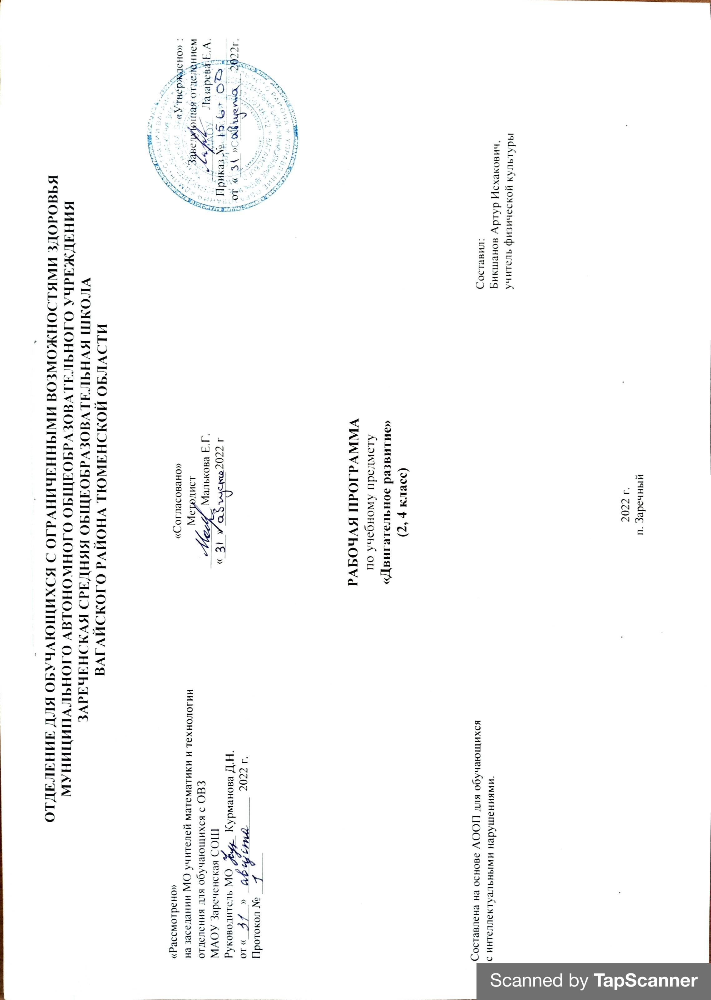 ОТДЕЛЕНИЕ ДЛЯ ОБУЧАЮЩИХСЯ С ОГРАНИЧЕННЫМИ ВОЗМОЖНОСТЯМИ ЗДОРОВЬЯ
МУНИЦИПАЛЬНОГО АВТОНОМНОГО ОБЩЕОБРАЗОВАТЕЛЬНОГО УЧРЕЖДЕНИЯ
ЗАРЕЧЕНСКАЯ СРЕДНЯЯ ОБЩЕОБРАЗОВАТЕЛЬНАЯ ШКОЛА
ВАГАЙСКОГО РАЙОНА ТЮМЕНСКОЙ ОБЛАСТИ
«Рассмотрено»
на заседании МО учителей математики и технологии
отделения для обучающихся с ОВЗ
МАОУ Зареченская СОШ
Руководитель МО Курманова Д.Н.
от « 31 » августа 2022 г.
Протокол № 1
«Согласовано»
Методист
Малькова Е.Г.
« 31 » августа 2022 г
«Утверждено» :
Заведующая отделением
Лазарева Е.А.
Приказ № 156 ОД
от « 31 » августа 2022г.
РАБОЧАЯ ПРОГРАММА
по учебному предмету
«Двигательное развитие»
(2, 4 класс)
Составлена на основе АООП для обучающихся
с интеллектуальными нарушениями.
Составил:
Бикшанов Артур Исхакович,
учитель физической культуры
2022 г.
п. Заречный
Scanned by TapScanner